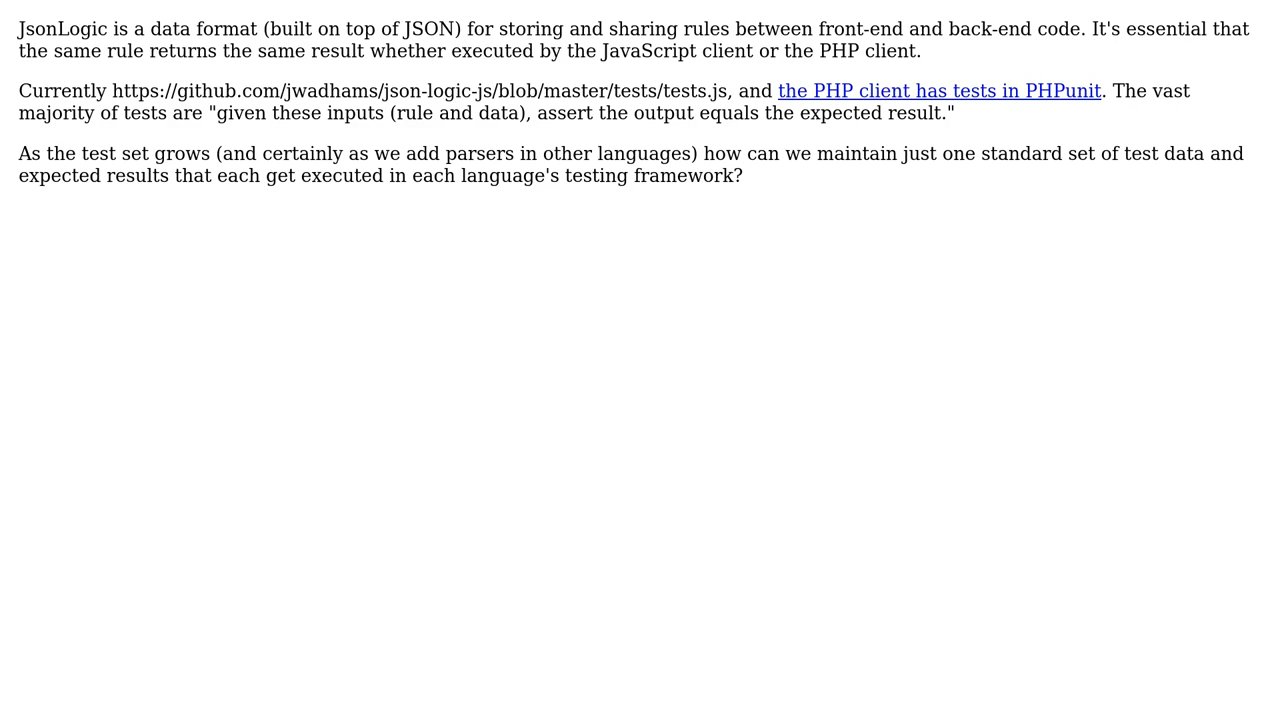 JsonLogic is a data format (built on top of JSON) for storing and sharing rules between front-end and back-end code. It's essential that
the same rule returns the same result whether executed by the JavaScript client or the PHP client.
Currently https://github.com/jwadhams/json-logic-js/blob/master/tests/tests.js, and the PHP client has tests in PHPunit. The vast
majority of tests are "given these inputs (rule and data), assert the output equals the expected result."
As the test set grows (and certainly as we add parsers in other languages) how can we maintain just one standard set of test data and
expected results that each get executed in each language's testing framework?